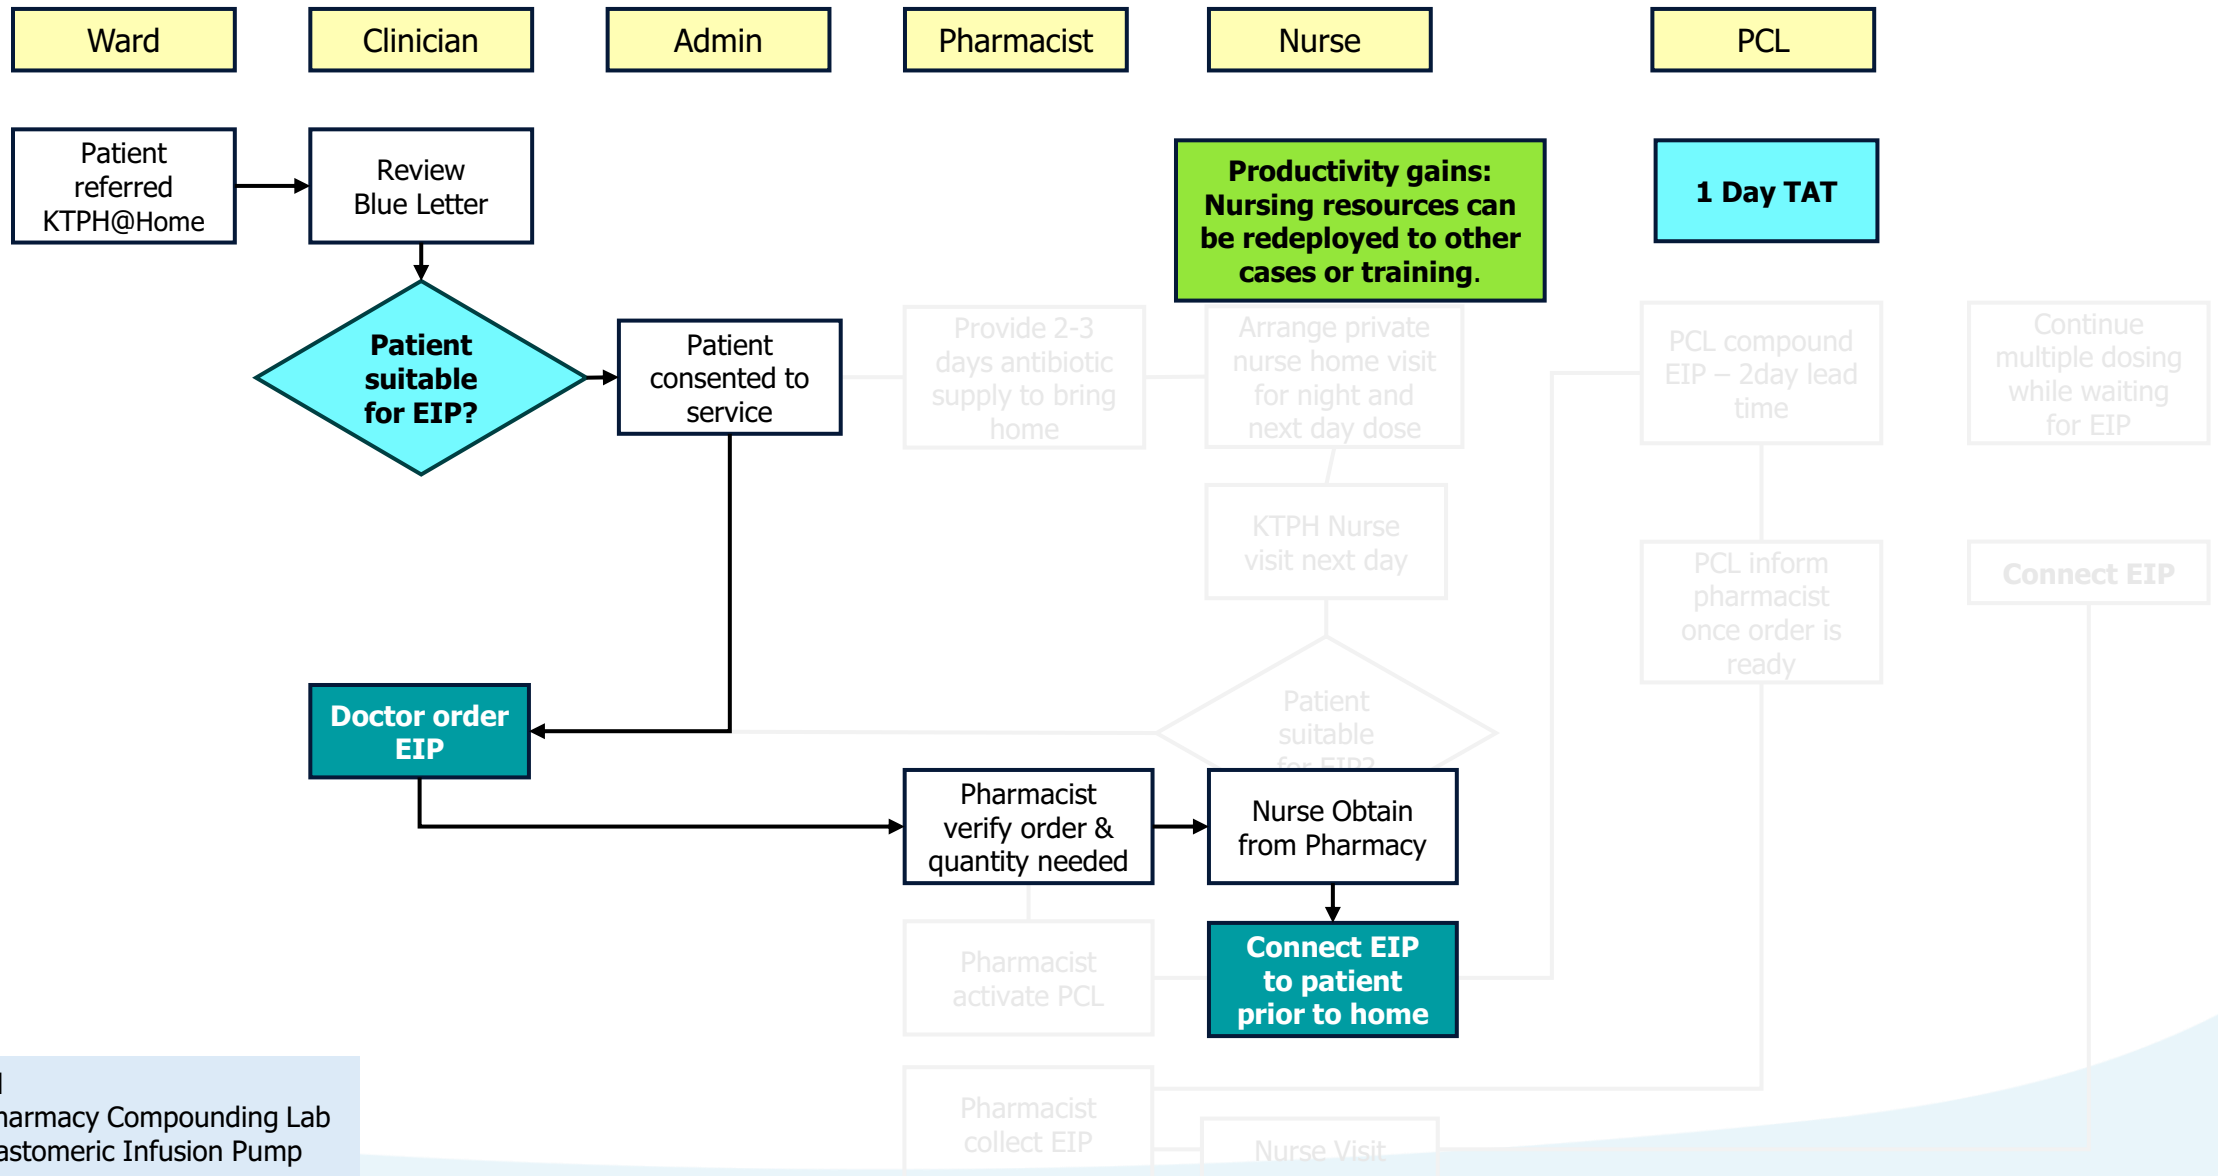 Ward
Clinician
Admin
Pharmacist
Nurse
PCL
Patient
referred
KTPH@Home
Review
Blue Letter
Productivity gains:
Nursing resources can
be redeployed to other
cases or training.
1 Day TAT
Patient
suitable
for EIP?
Patient
consented to
service
Provide 2-3
days antibiotic
supply to bring
home
Arrange private
nurse home visit
for night and
next day dose
PCL compound
EIP – 2day lead
time
Continue
multiple dosing
while waiting
for EIP
KTPH Nurse
visit next day
PCL inform
pharmacist
once order is
ready
Connect EIP
Doctor order
EIP
Patient
suitable
for EIP?
Pharmacist
verify order &
quantity needed
Nurse Obtain
from Pharmacy
Pharmacist
activate PCL
Connect EIP
to patient
prior to home
Pharmacist
collect EIP
Nurse Visit
harmacy Compounding Lab
astomeric Infusion Pump